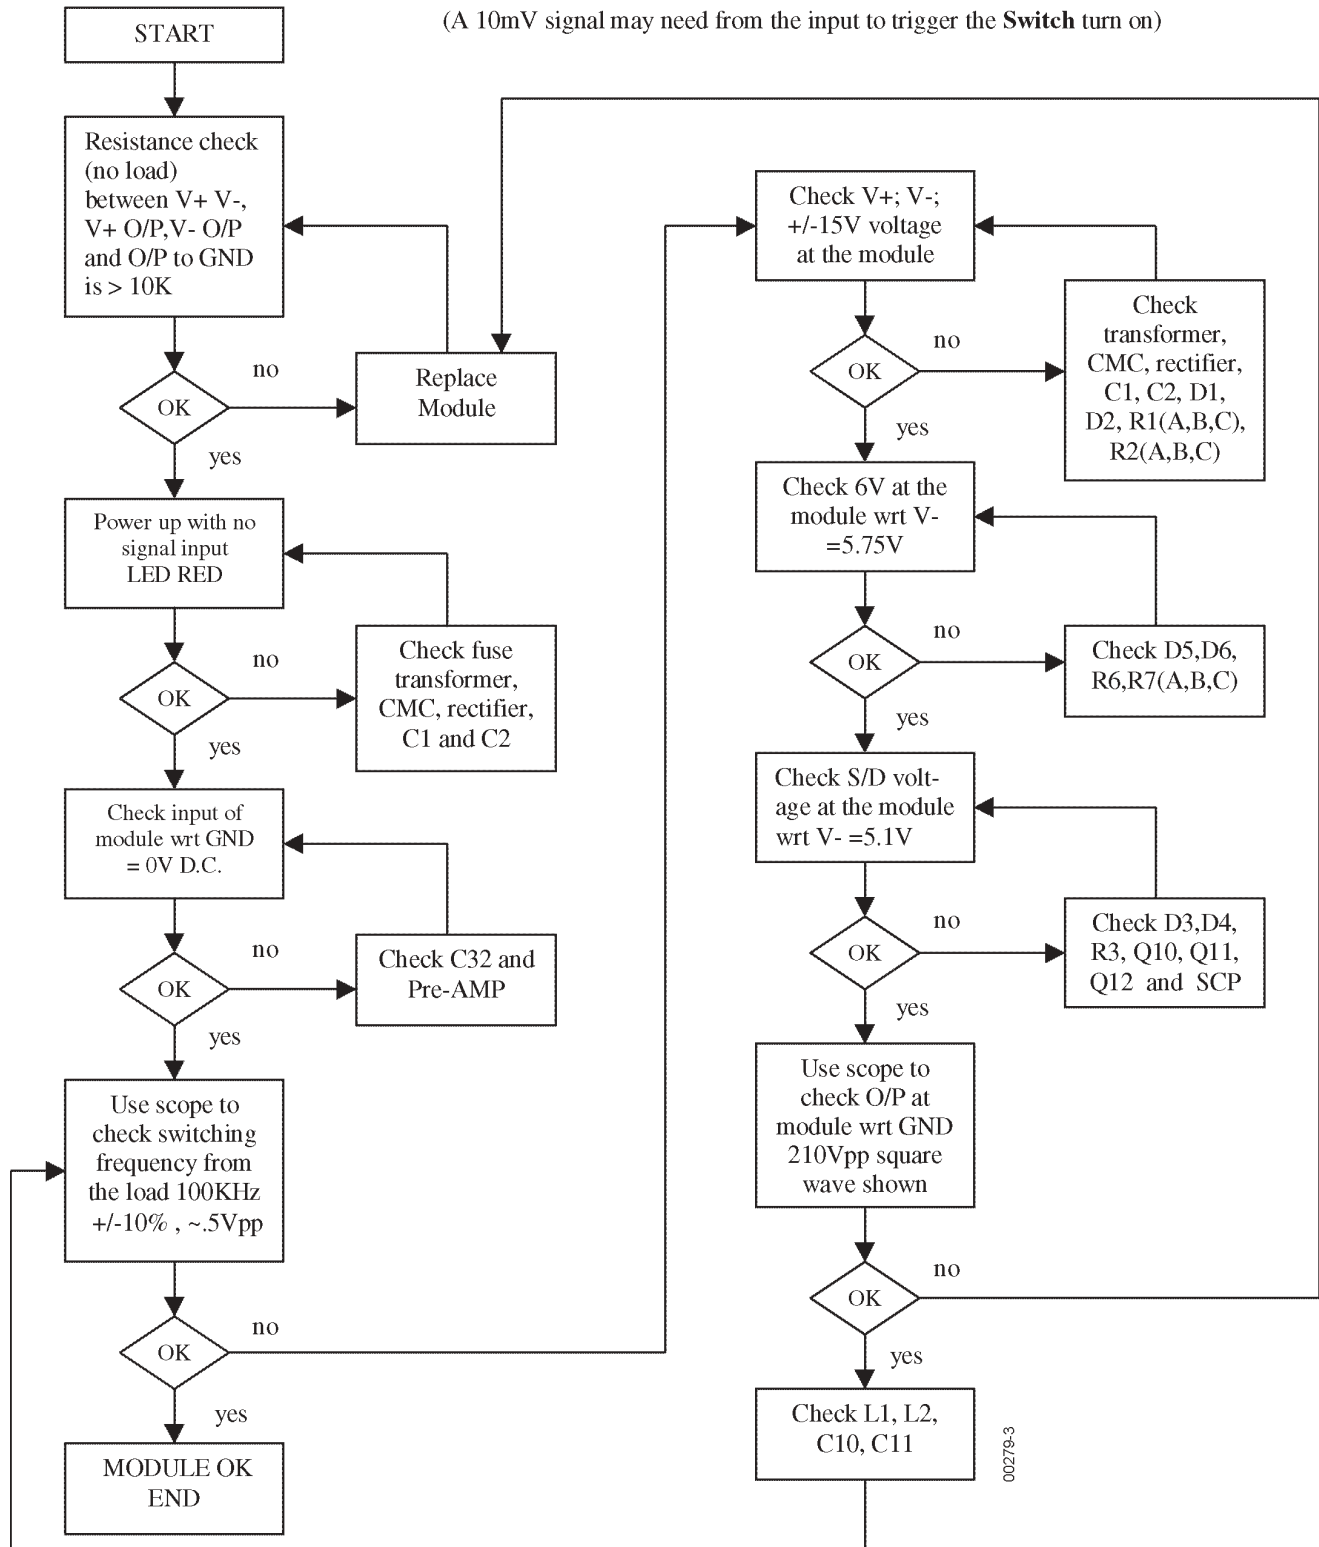 (A 10mV signal may need from the input to trigger the Switch turn on)
START
Resistance check
(no load)
between V+ V-,
V+ O/P,V- O/P
and O/P to GND
is > 10K
OK
no
Replace
Module
yes
Power up with no
signal input
LED RED
OK
no
Check fuse
transformer,
CMC, rectifier,
C1 and C2
yes
Check input of
module wrt GND
= 0V D.C.
OK
no
Check C32 and
Pre-AMP
yes
Use scope to
check switching
frequency from
the load 100KHz
+/-10% , ~.5Vpp
OK
no
yes
MODULE OK
END
Check V+; V-;
+/-15V voltage
at the module
OK
no
Check
transformer,
CMC, rectifier,
C1, C2, D1,
D2, R1(A,B,C),
R2(A,B,C)
yes
Check 6V at the
module wrt V-
=5.75V
OK
no
Check D5,D6,
R6,R7(A,B,C)
yes
Check S/D volt-
age at the module
wrt V- =5.1V
OK
no
Check D3,D4,
R3, Q10, Q11,
Q12 and SCP
yes
Use scope to
check O/P at
module wrt GND
210Vpp square
wave shown
OK
no
yes
Check L1, L2,
C10, C11
00279-3